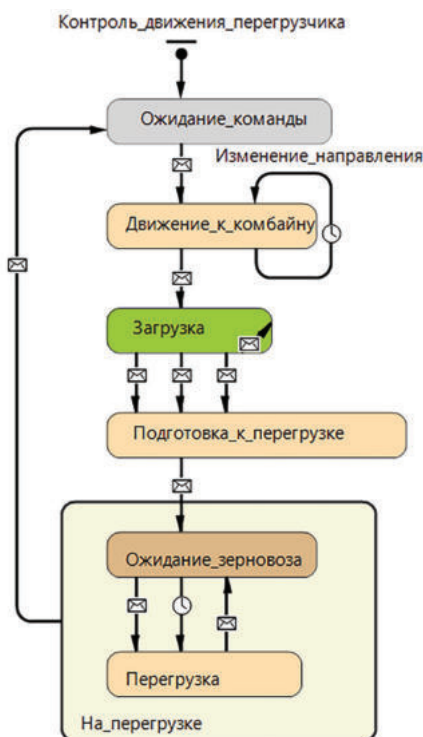 Контроль_движения_перегрузчика
Ожидание_команды
Изменение_направления
Движение_к_комбайну
Загрузка
Подготовка_к_перегрузке
Ожидание_зерновоза
Перегрузка
На_перегрузке